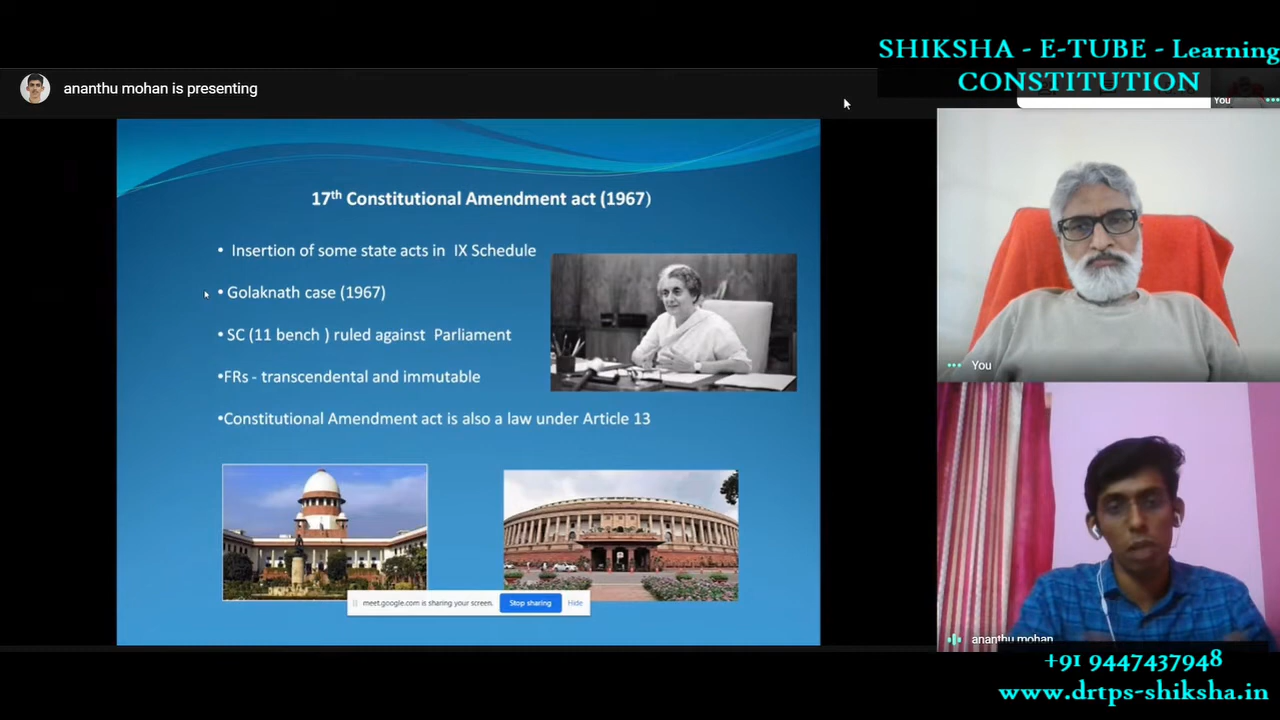 SHIKSHA - E-TUBE - Learning
CONSTITUTION
ananthu mohan is presenting
You
17th Constitutional Amendment act (1967)
• Insertion of some state acts in IX Schedule
• Golaknath case (1967)
• SC (11 bench ) ruled against Parliament
•FRs - transcendental and immutable
•Constitutional Amendment act is also a law under Article 13
meet.google.com is sharing your screen. Stop sharing Hide
You
ananthu mohan
+91 9447437948
www.drtps-shiksha.in